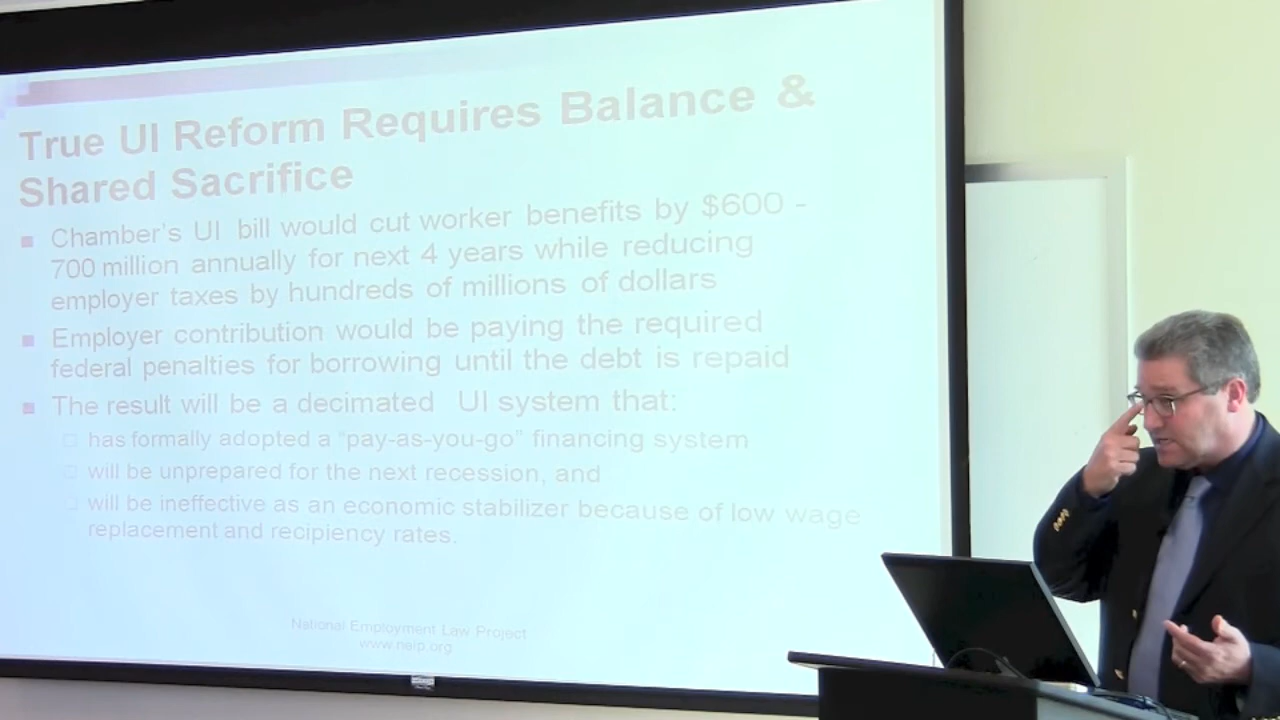 True UI Reform Requires Balance &
Shared Sacrifice
Chamber's UI bill would cut worker benefits by $600 -
700 million annually for next 4 years while reducing
employer taxes by hundreds of millions of dollars
Employer contribution would be paying the required
federal penalties for borrowing until the debt is repaid
The result will be a decimated UI system that:
has formally adopted a "pay-as-you-go" financing system
will be unprepared for the next recession, and
will be ineffective as an economic stabilizer because of low wage
replacement and recipiency rates.
National Employment Law Project
www.nelp.org